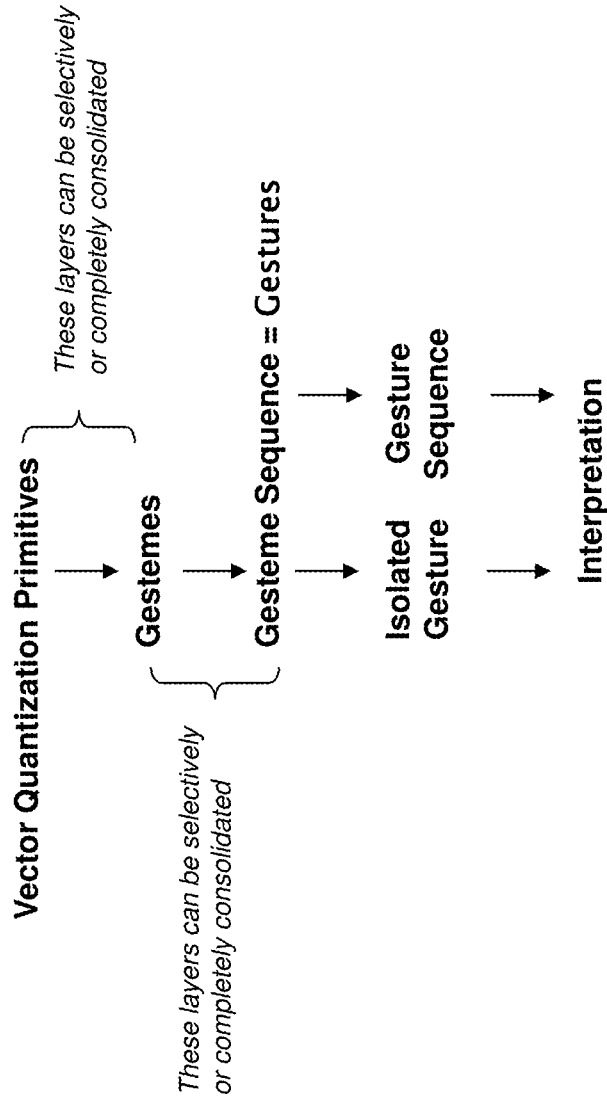 Vector Quantization Primitives
These layers can be selectively
or completely consolidated
Gestemes
These layers can be selectively
or completely consolidated
Gesteme Sequence = Gestures
Isolated
Gesture
Gesture
Sequence
Interpretation